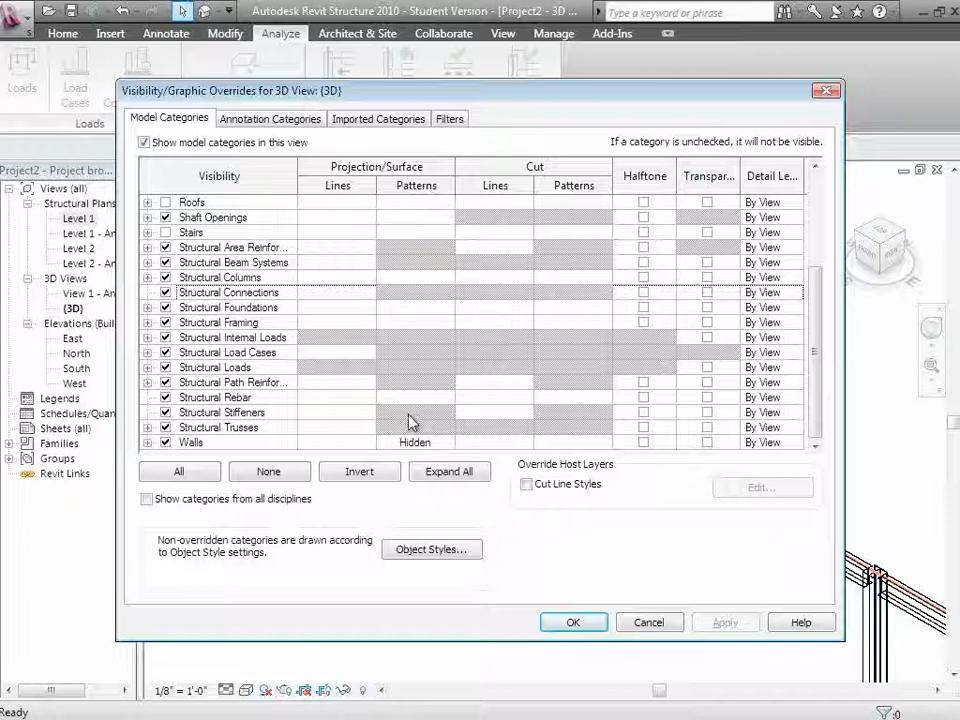 Autodesk Revit Structure 2010 - Student Version - [Project2 - 3D ...
Type a keyword or phrase
Home Insert Annotate Modify Analyze Architect & Site Collaborate View Manage Add-Ins
Loads
Load
Cases
Loads
Visibility/Graphic Overrides for 3D View: {3D}
Model Categories Annotation Categories Imported Categories Filters
Show model categories in this view
If a category is unchecked, it will not be visible.
Visibility Projection/Surface Cut Halftone Transpar... Detail Le...
Lines Patterns Lines Patterns
Roofs By View
Shaft Openings By View
Stairs By View
Structural Area Reinfor... By View
Structural Beam Systems By View
Structural Columns By View
Structural Connections By View
Structural Foundations By View
Structural Framing By View
Structural Internal Loads By View
Structural Load Cases By View
Structural Loads By View
Structural Path Reinfor... By View
Structural Rebar By View
Structural Stiffeners By View
Structural Trusses By View
Walls Hidden By View
All None Invert Expand All
Override Host Layers
Cut Line Styles Edit...
Show categories from all disciplines
Non-overridden categories are drawn according
to Object Style settings.
Object Styles...
OK Cancel Apply Help
Project2 - Project bro...
Views (all)
Structural Plans
Level 1
Level 1 - An
Level 2
Level 2 - An
3D Views
View 1 - An
{3D}
Elevations (Buil
East
North
South
West
Legends
Schedules/Quan
Sheets (all)
Families
Groups
Revit Links
1/8" = 1'-0"
Ready
:0